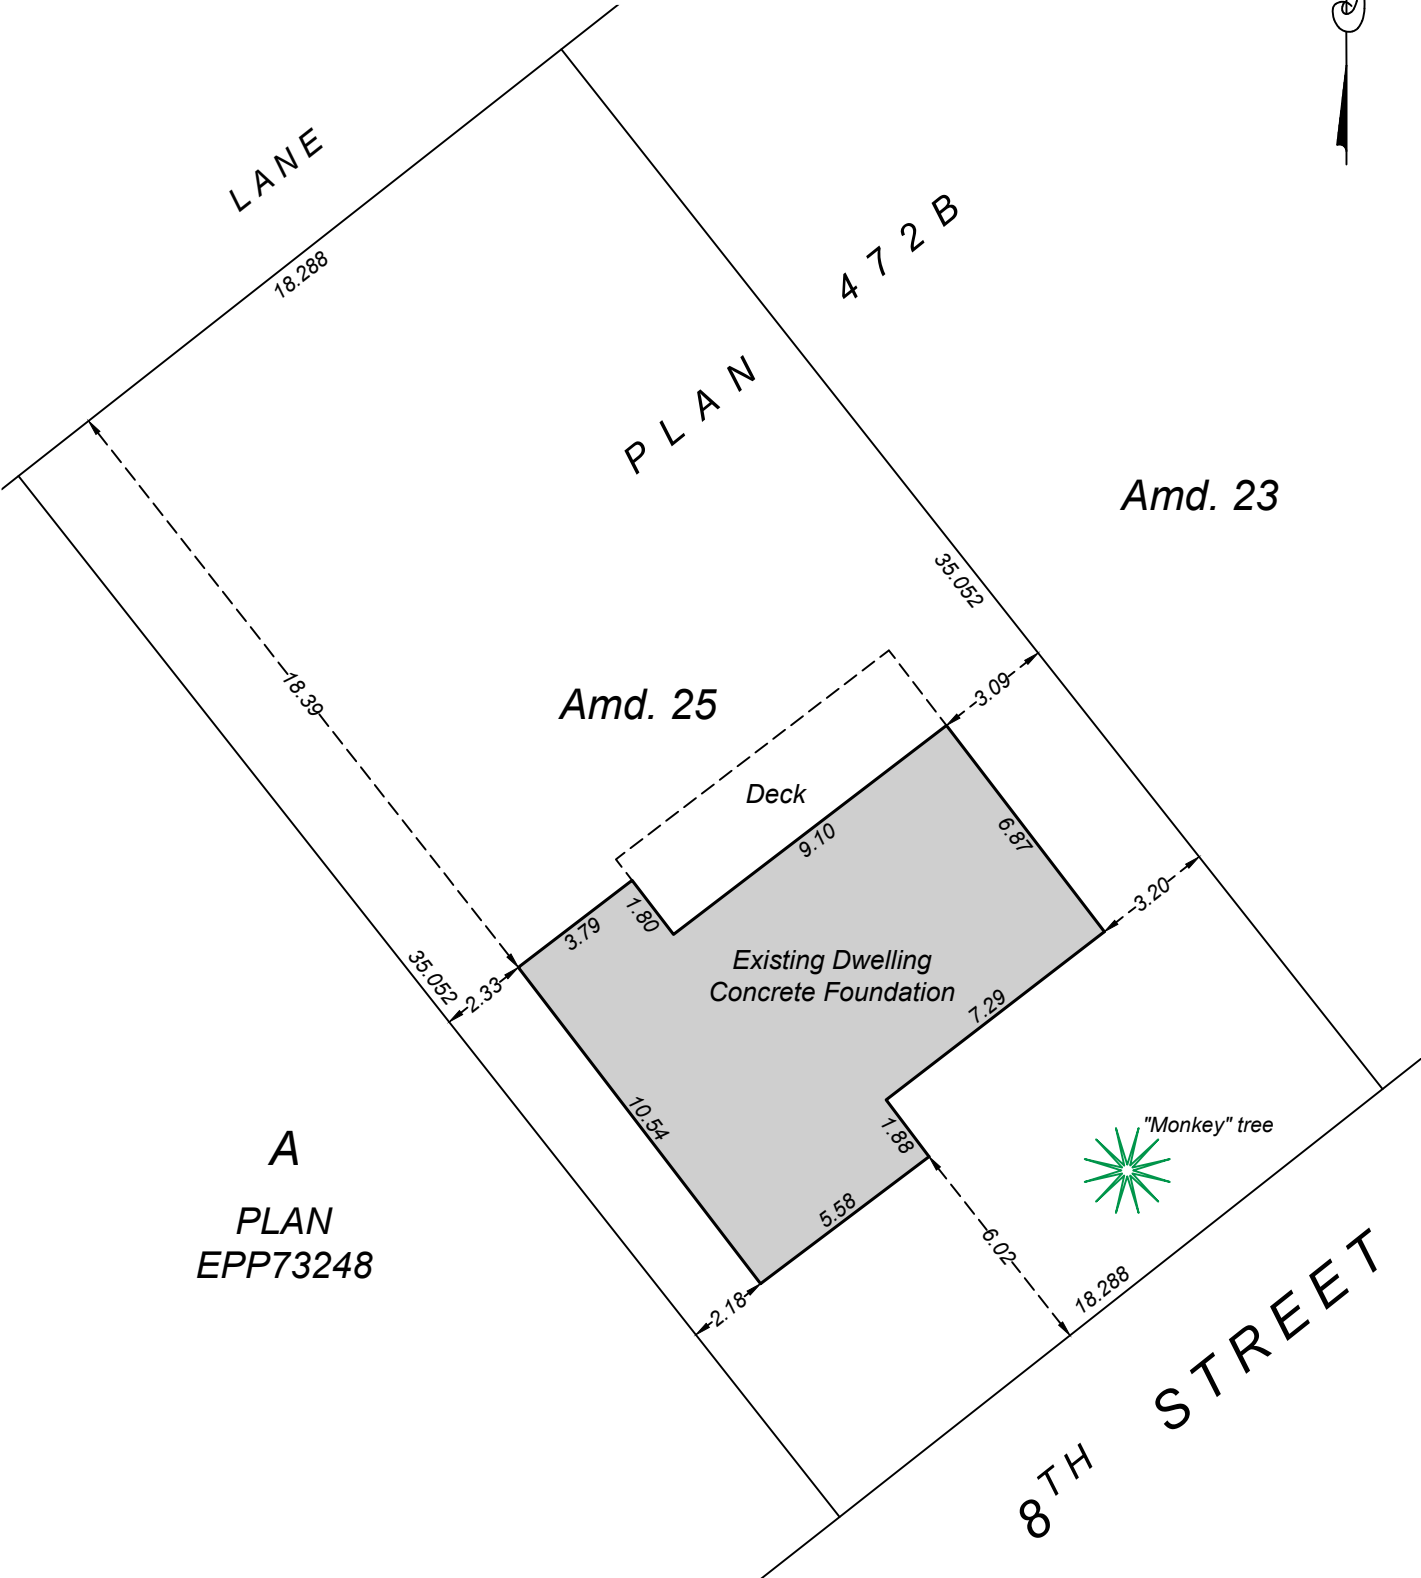 LANE
18.288
PLAN 472B
Amd. 23
35.052
18.39
Amd. 25
3.09
Deck
9.10
6.87
3.20
1.80
3.79
35.052
2.33
Existing Dwelling
Concrete Foundation
7.29
10.54
1.88
"Monkey" tree
A
PLAN
EPP73248
5.58
6.02
18.288
2.18
8TH STREET